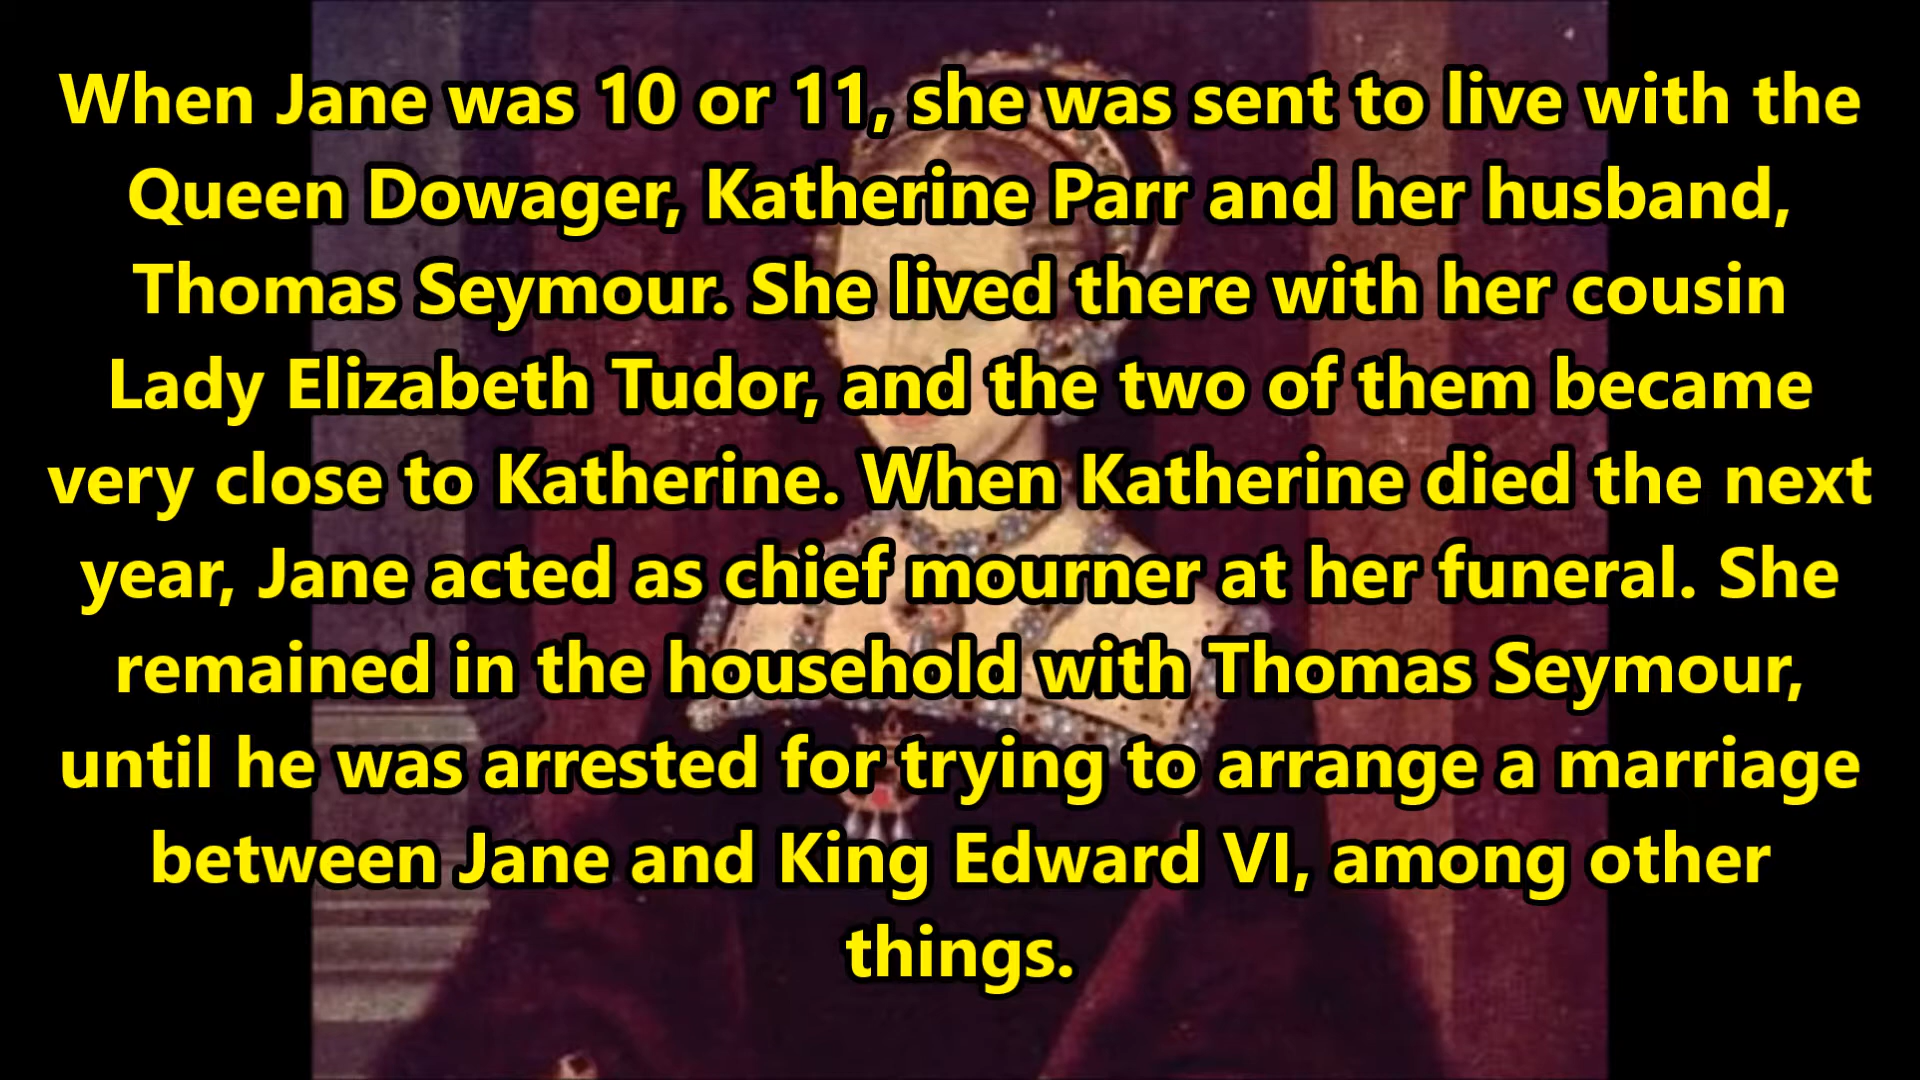 When Jane was 10 or 11, she was sent to live with the
Queen Dowager, Katherine Parr and her husband,
Thomas Seymour. She lived there with her cousin
Lady Elizabeth Tudor, and the two of them became
very close to Katherine. When Katherine died the next
year, Jane acted as chief mourner at her funeral. She
remained in the household with Thomas Seymour,
until he was arrested for trying to arrange a marriage
between Jane and King Edward VI, among other
things.